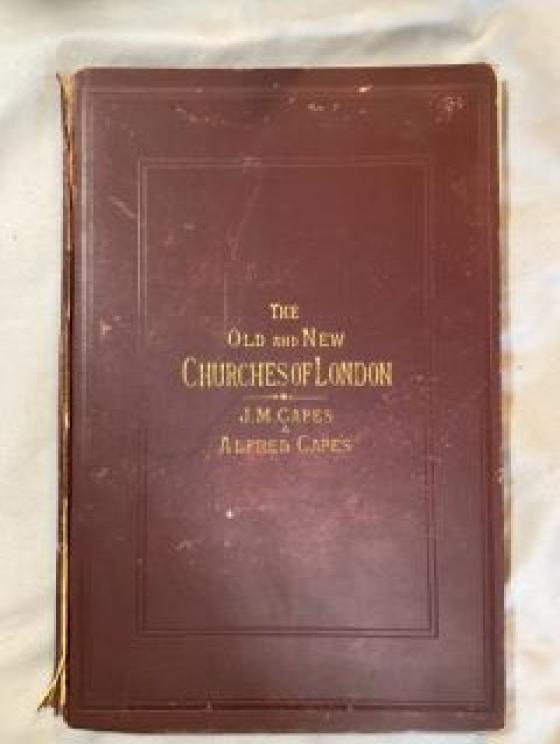 THE
OLD AND NEW
CHURCHES OF LONDON
J. M. CAPES
&
ALFRED CAPES